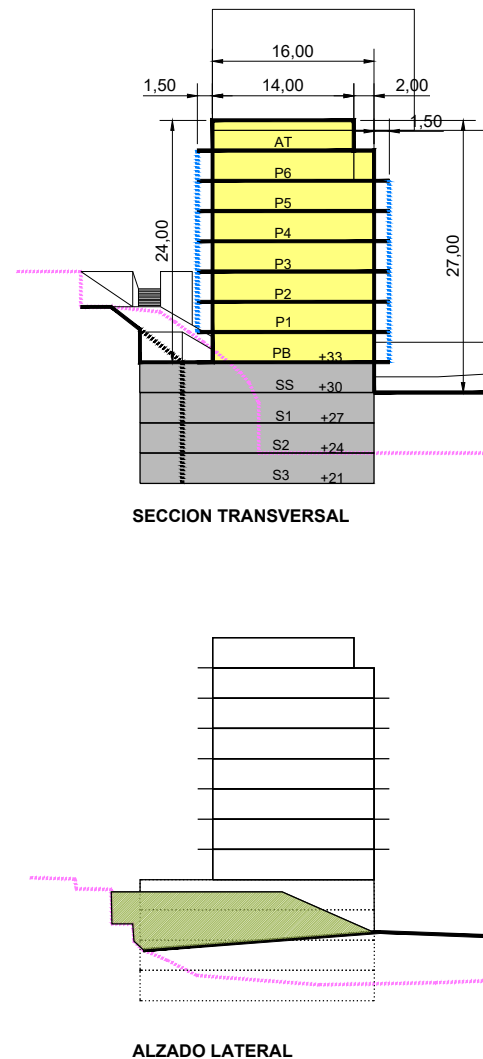 16,00
1,50 14,00 2,00
1,50
AT
P6
P5
P4
24,00
27,00
P3
P2
P1
PB +33
SS +30
S1 +27
S2 +24
S3 +21
SECCION TRANSVERSAL
ALZADO LATERAL